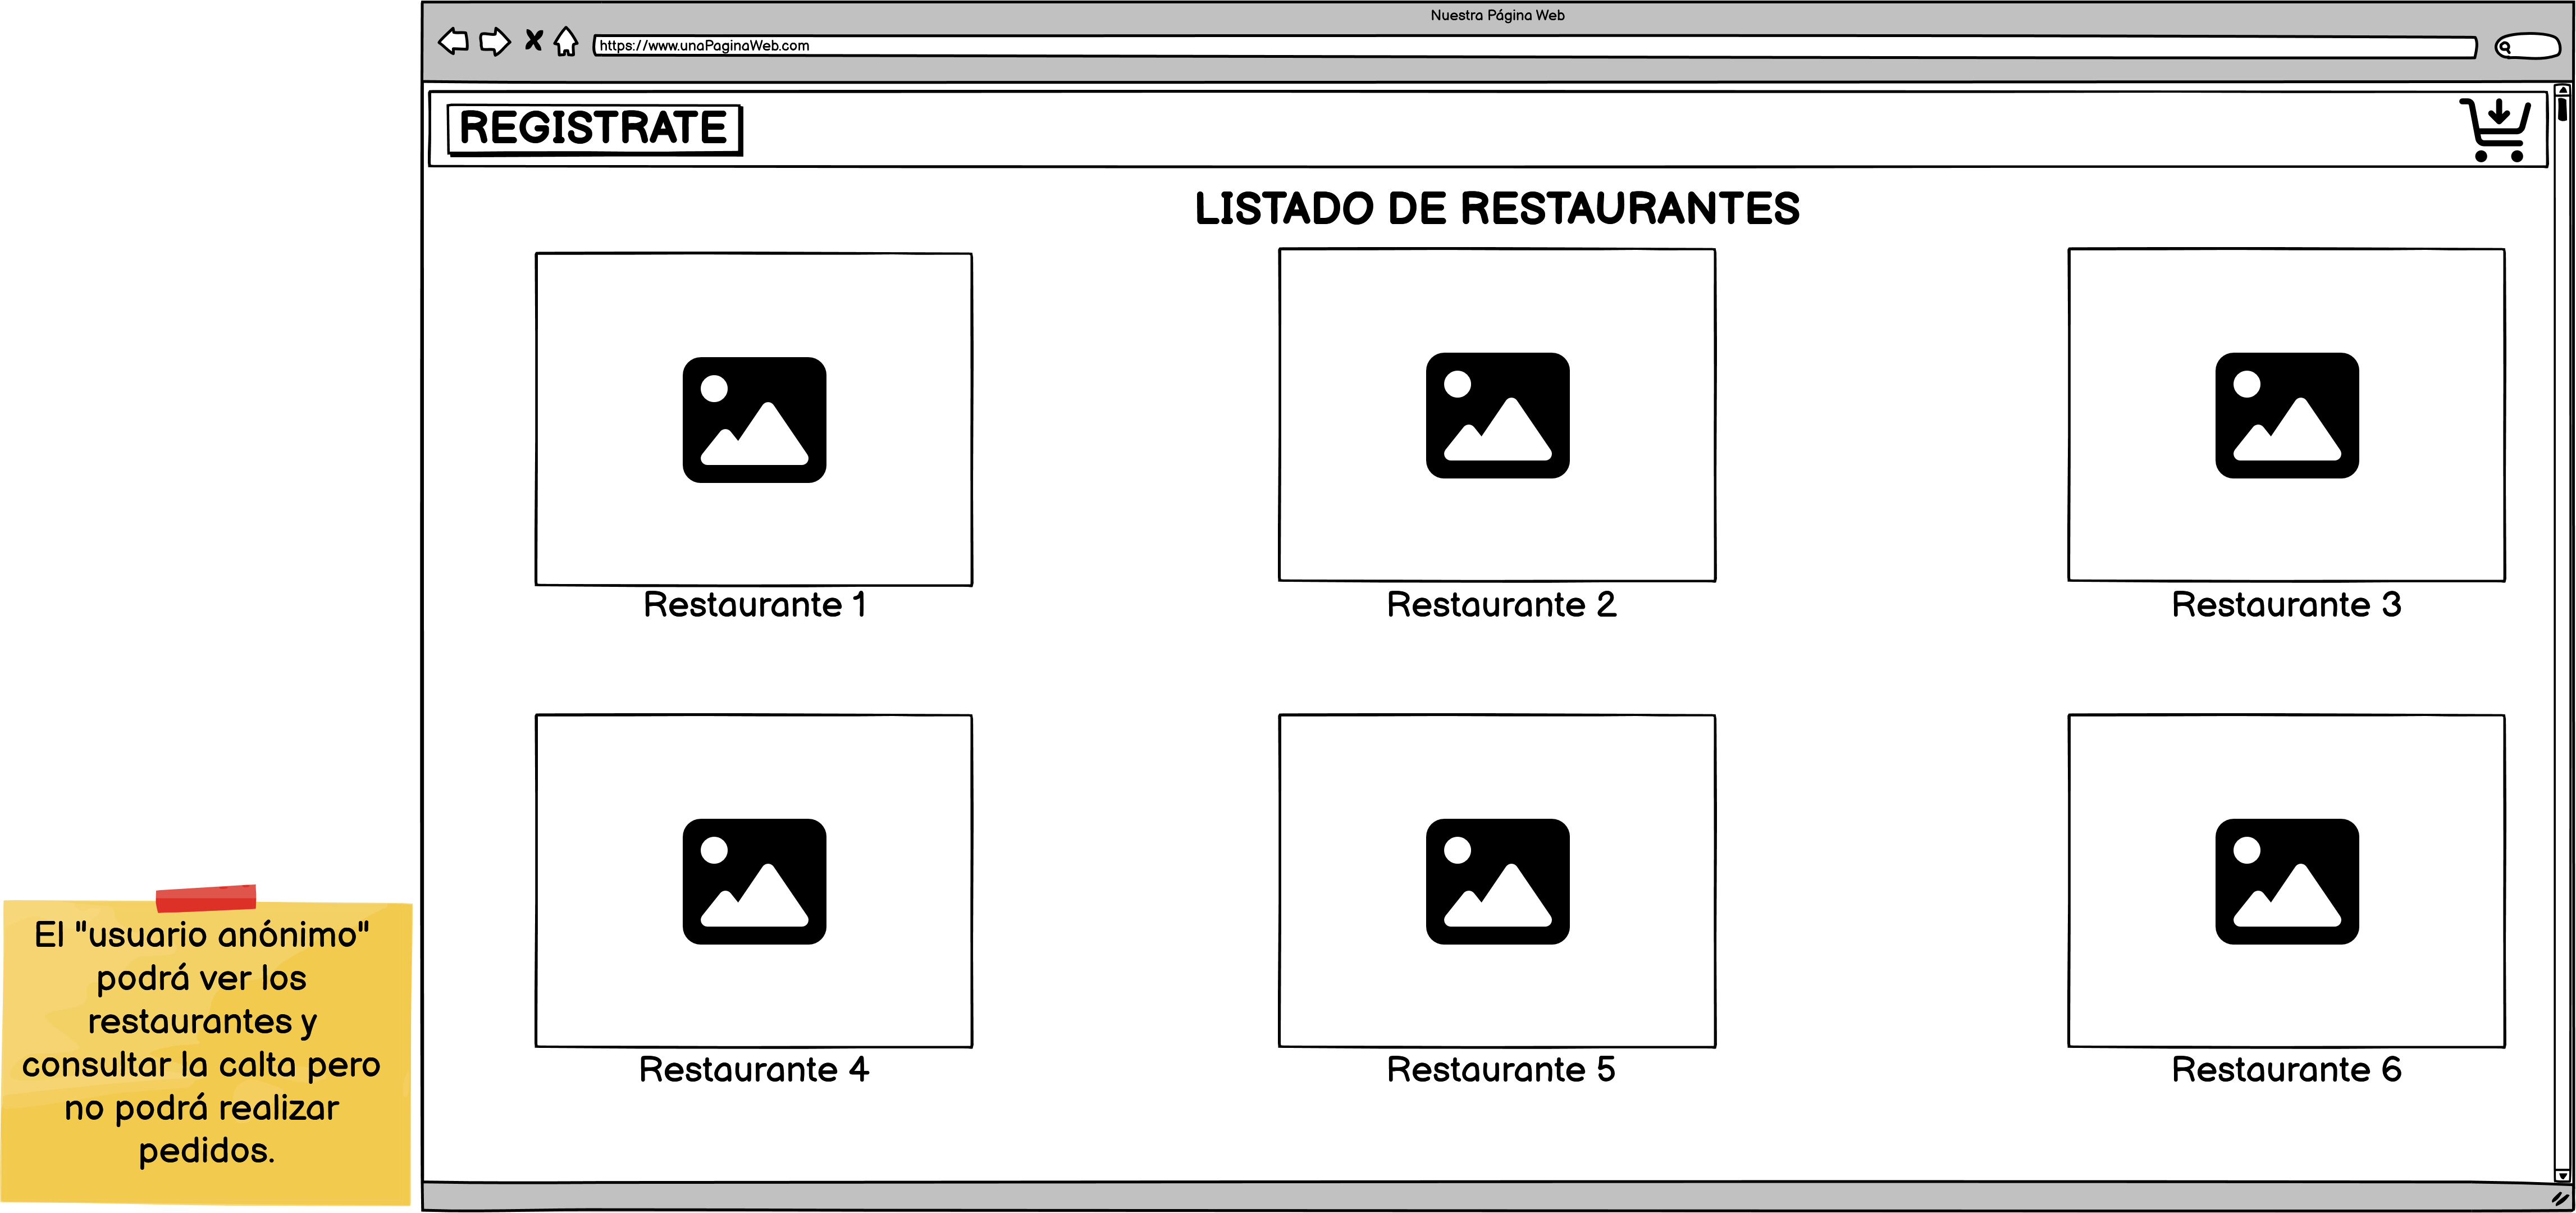 Nuestra Página Web
https://www.unaPaginaWeb.com
REGISTRATE
LISTADO DE RESTAURANTES
Restaurante 1
Restaurante 2
Restaurante 3
Restaurante 4
Restaurante 5
Restaurante 6
El "usuario anónimo"
podrá ver los
restaurantes y
consultar la calta pero
no podrá realizar
pedidos.